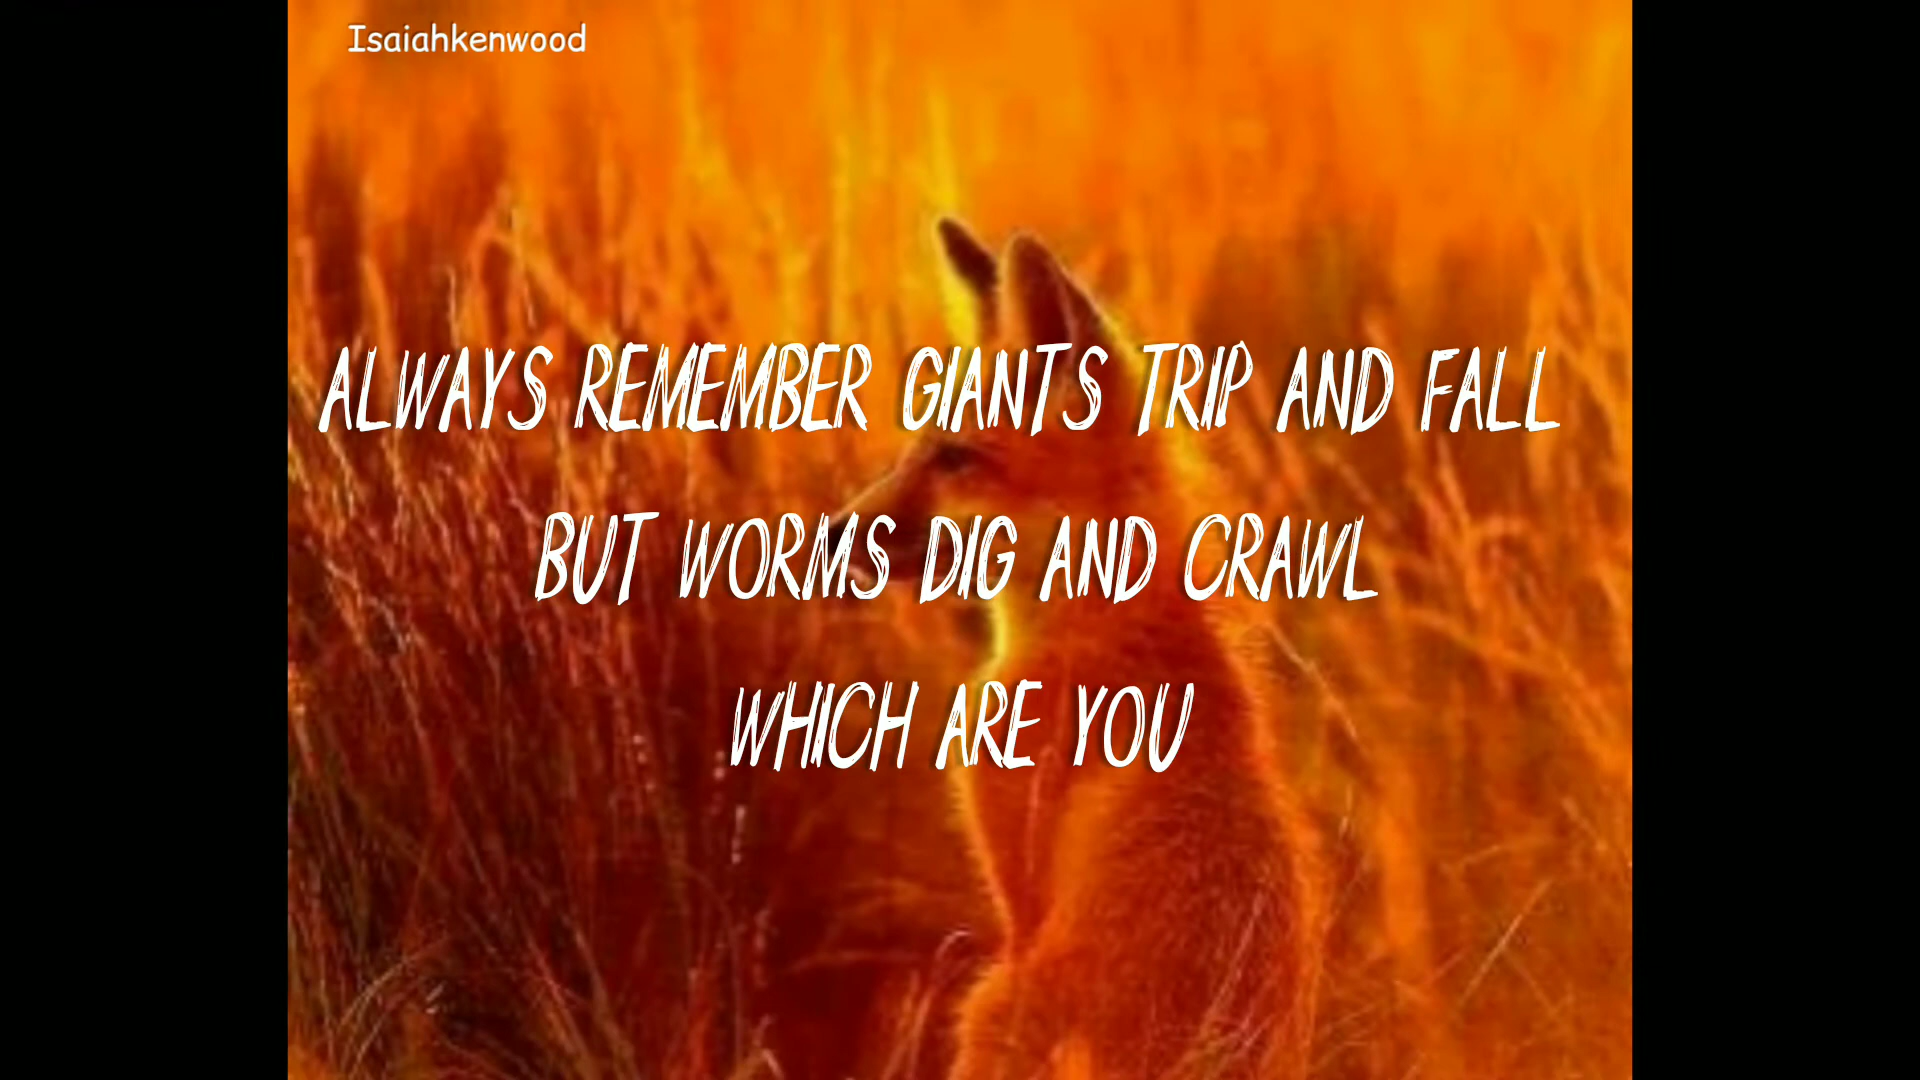 Isaiahkenwood
ALWAYS REMEMBER GIANTS TRIP AND FALL
BUT WORMS DIG AND CRAWL
WHICH ARE YOU